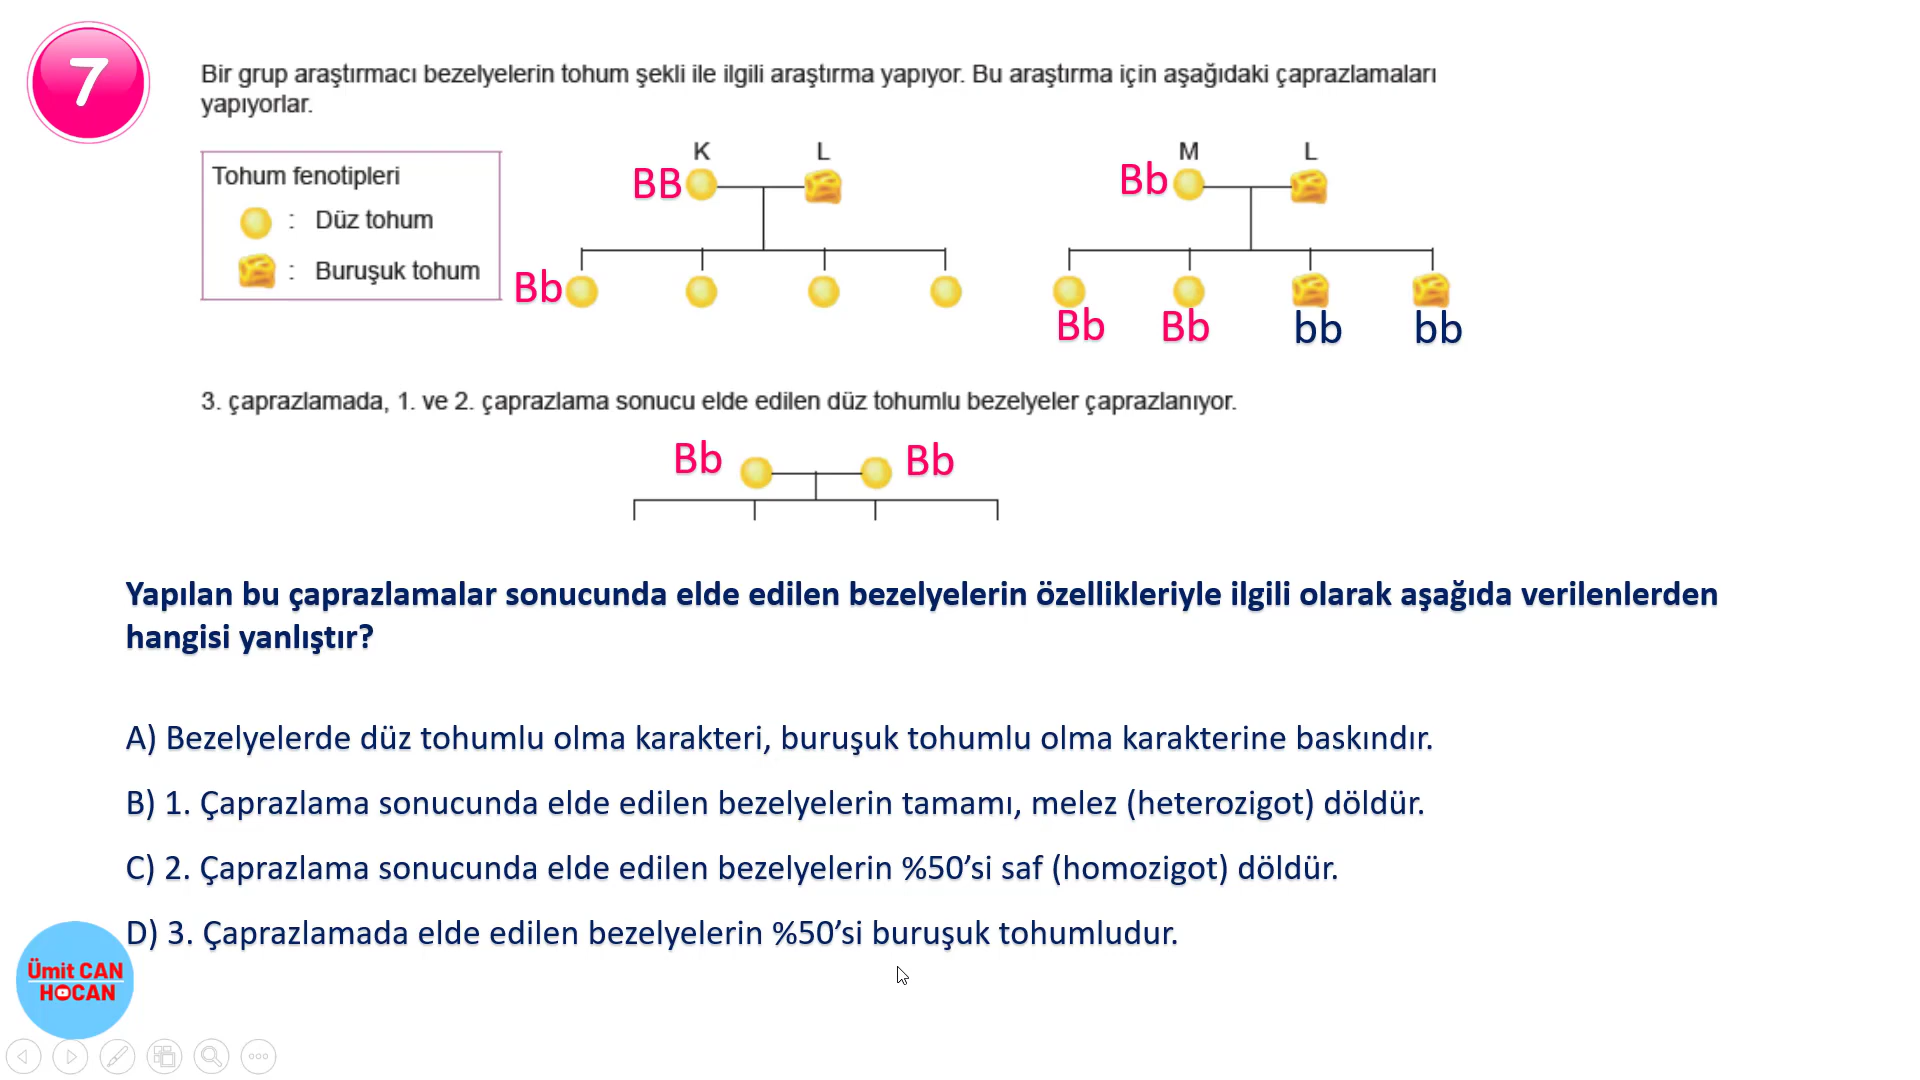 7
Bir grup araştırmacı bezelyelerin tohum şekli ile ilgili araştırma yapıyor. Bu araştırma için aşağıdaki çaprazlamaları
yapıyorlar.
Tohum fenotipleri
: Düz tohum
: Buruşuk tohum
K L
BB
Bb
M L
Bb
Bb Bb bb bb
3. çaprazlamada, 1. ve 2. çaprazlama sonucu elde edilen düz tohumlu bezelyeler çaprazlanıyor.
Bb Bb
Yapılan bu çaprazlamalar sonucunda elde edilen bezelyelerin özellikleriyle ilgili olarak aşağıda verilenlerden
hangisi yanlıştır?
A) Bezelyelerde düz tohumlu olma karakteri, buruşuk tohumlu olma karakterine baskındır.
B) 1. Çaprazlama sonucunda elde edilen bezelyelerin tamamı, melez (heterozigot) döldür.
C) 2. Çaprazlama sonucunda elde edilen bezelyelerin %50’si saf (homozigot) döldür.
D) 3. Çaprazlamada elde edilen bezelyelerin %50’si buruşuk tohumludur.
Ümit CAN
HOCAN